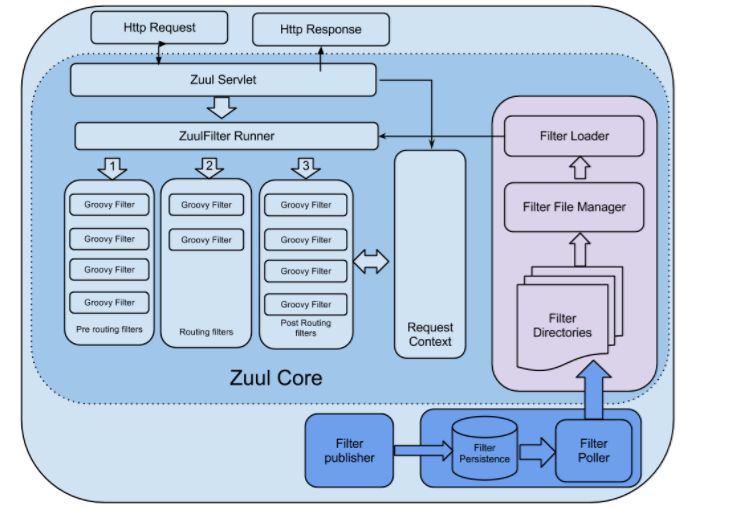 Http Request
Http Response
Zuul Servlet
ZuulFilter Runner
Filter Loader
1
2
3
Groovy Filter
Groovy Filter
Groovy Filter
Groovy Filter
Pre routing filters
Groovy Filter
Groovy Filter
Routing filters
Groovy Filter
Groovy Filter
Groovy Filter
Groovy Filter
Post Routing
filters
Request
Context
Filter File Manager
Filter
Directories
Zuul Core
Filter
publisher
Filter
Persistence
Filter
Poller